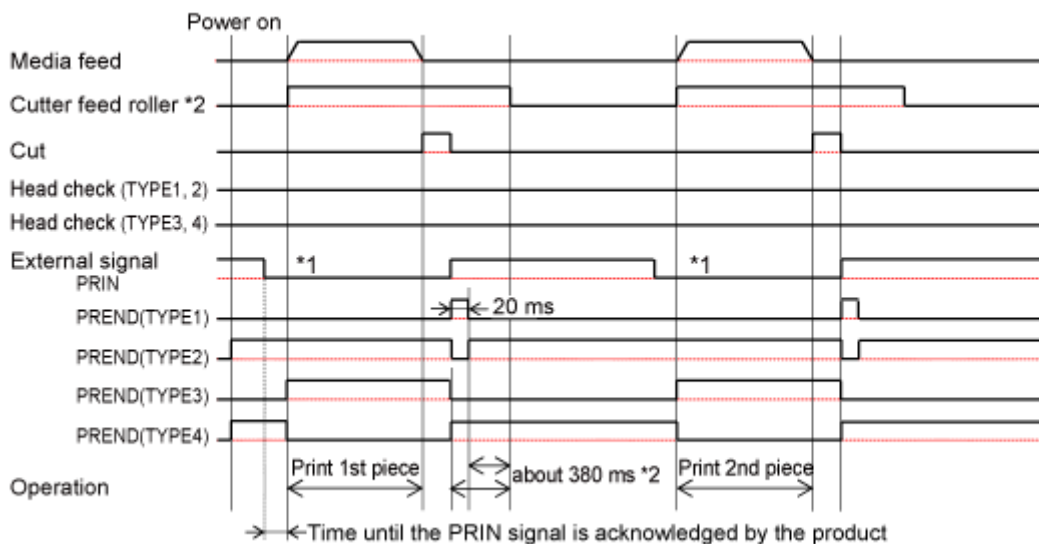 Power on
Media feed
Cutter feed roller *2
Cut
Head check (TYPE1, 2)
Head check (TYPE3, 4)
External signal
PRIN
*1
*1
20 ms
PREND(TYPE1)
PREND(TYPE2)
PREND(TYPE3)
PREND(TYPE4)
Operation
Print 1st piece
about 380 ms *2
Print 2nd piece
Time until the PRIN signal is acknowledged by the product